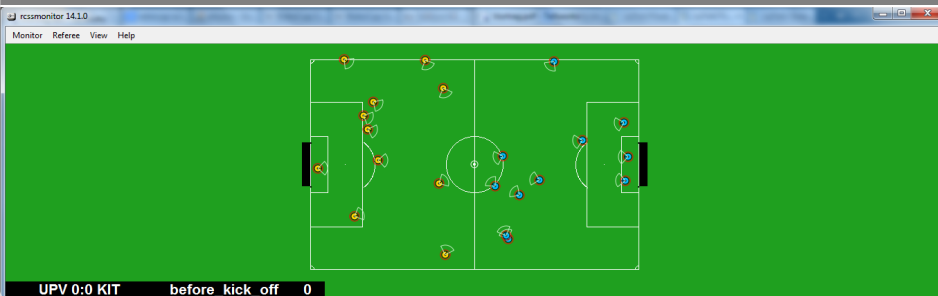 rcssmonitor 14.1.0
Monitor Referee View Help
UPV 0:0 KIT before_kick_off 0